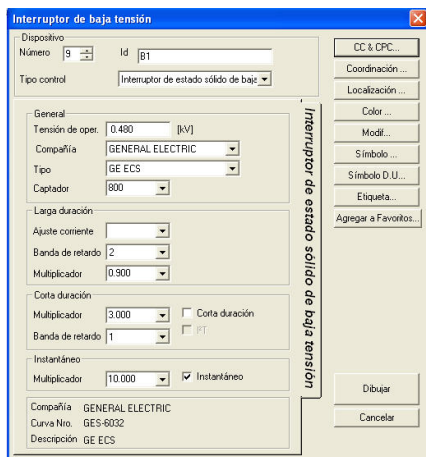 Interruptor de baja tensión
Dispositivo
Número 9 Id B1
Tipo control Interruptor de estado sólido de baja
General
Tensión de oper. 0.480 [kV]
Compañía GENERAL ELECTRIC
Tipo GE ECS
Captador 800
Larga duración
Ajuste corriente
Banda de retardo 2
Multiplicador 0.900
Corta duración
Multiplicador 3.000 Corta duración
Banda de retardo 1 I²T
Instantáneo
Multiplicador 10.000 Instantáneo
Compañía GENERAL ELECTRIC
Curva Nro. GES-6032
Descripción GE ECS
Interruptor de estado sólido de baja tensión
CC & CPC...
Coordinación ...
Localización ...
Color ...
Modif...
Símbolo ...
Símbolo D.U...
Etiqueta...
Agregar a Favoritos...
Dibujar
Cancelar